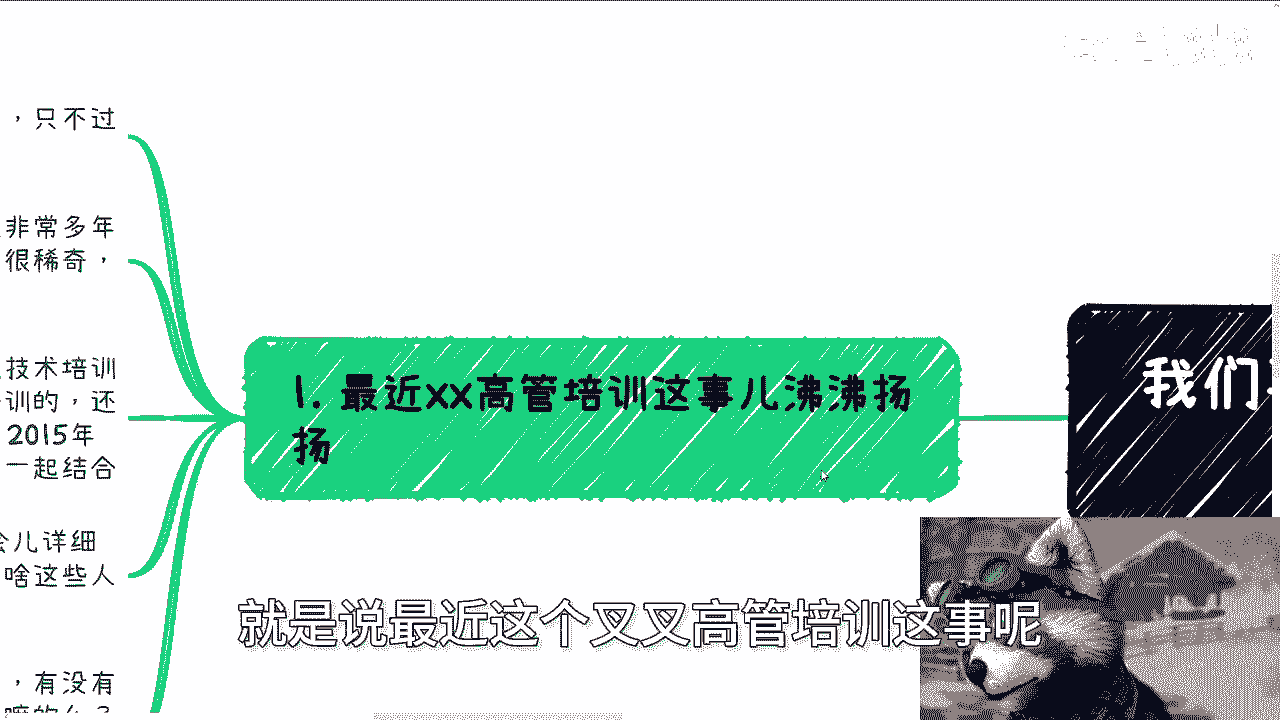 ，只不过
非常多年
很稀奇，
技术培训
训的，还
2015年
一起结合
儿详细
啥这些人
，有没有
1. 最近xx高管培训这事儿沸沸扬
扬
我们
就是说最近这个叉叉高管培训这事呢